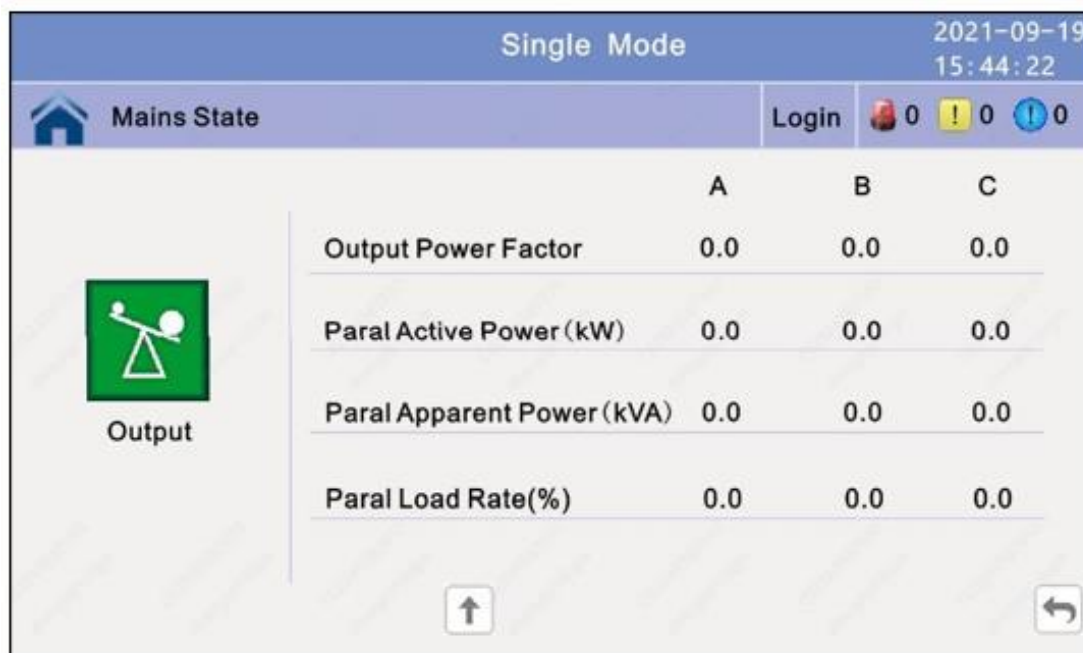 Single Mode
2021-09-19
15:44:22
Mains State
Login
0
! 0
! 0
A B C
Output Power Factor 0.0 0.0 0.0
Paral Active Power(kW) 0.0 0.0 0.0
Paral Apparent Power(kVA) 0.0 0.0 0.0
Paral Load Rate(%) 0.0 0.0 0.0
Output